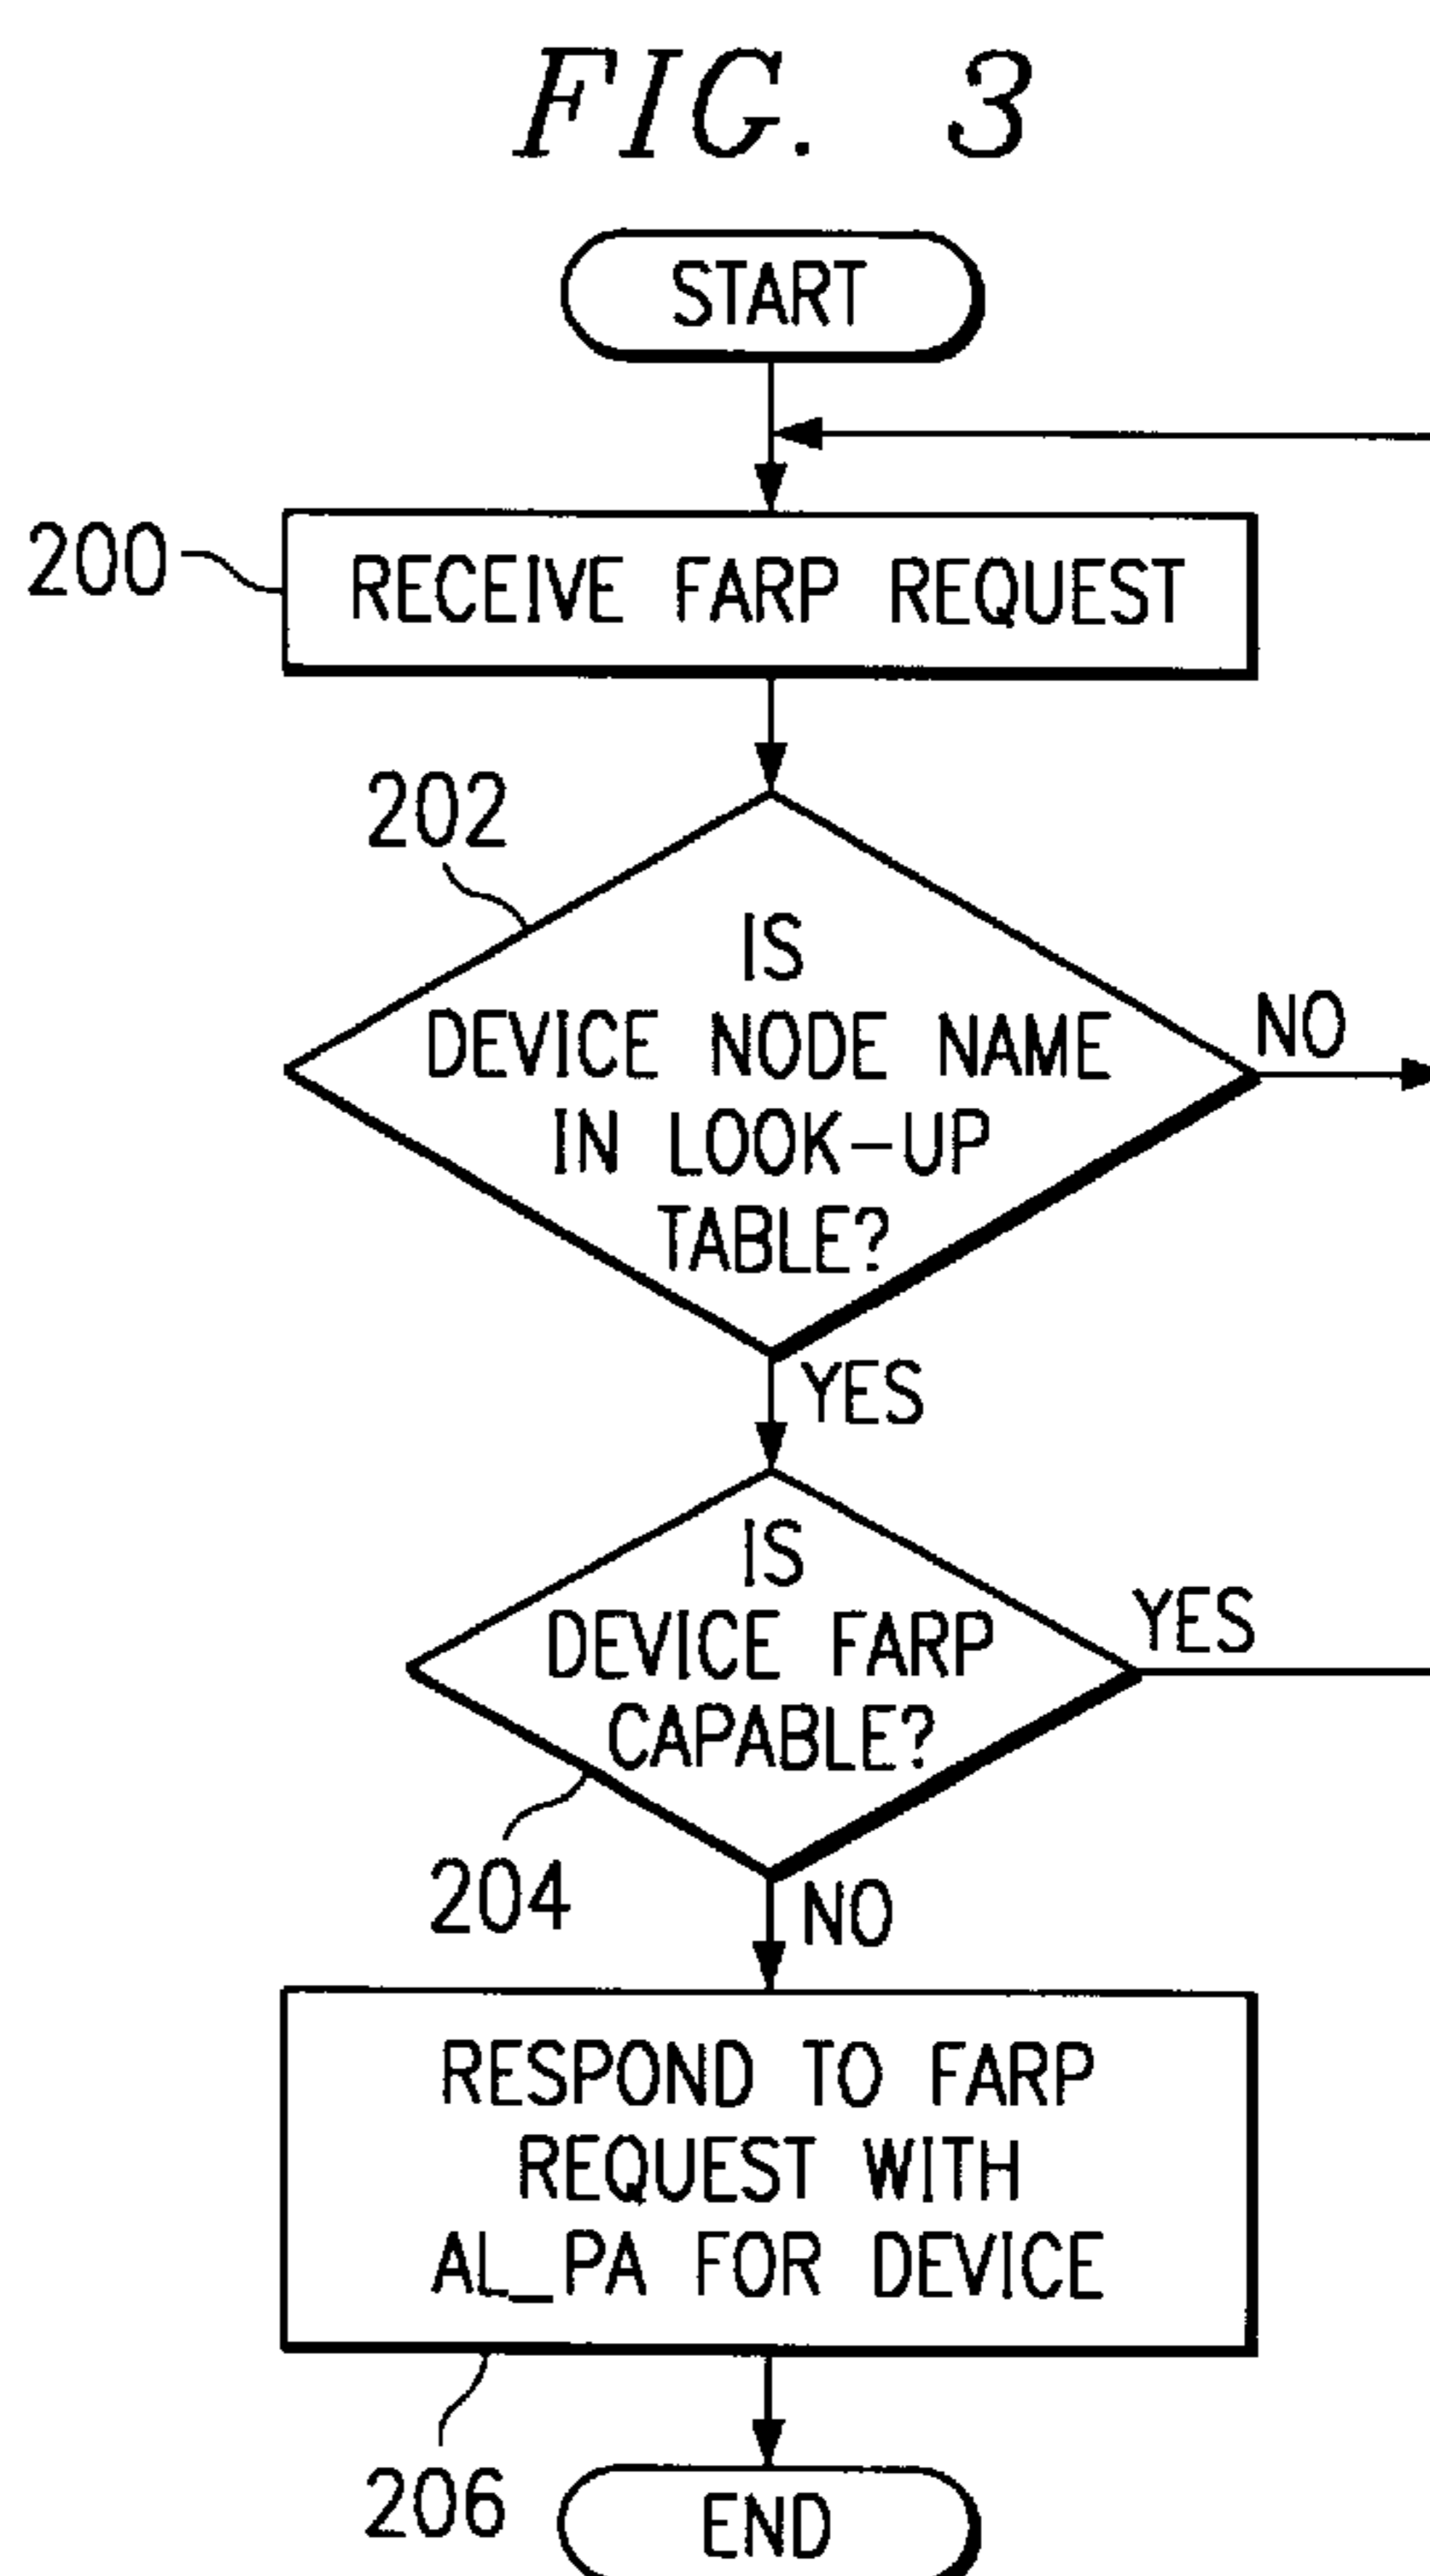 FIG. 3
START
200
RECEIVE FARP REQUEST
202
IS
DEVICE NODE NAME
IN LOOK-UP
TABLE?
NO
YES
IS
DEVICE FARP
CAPABLE?
YES
204
NO
RESPOND TO FARP
REQUEST WITH
AL_PA FOR DEVICE
206
END